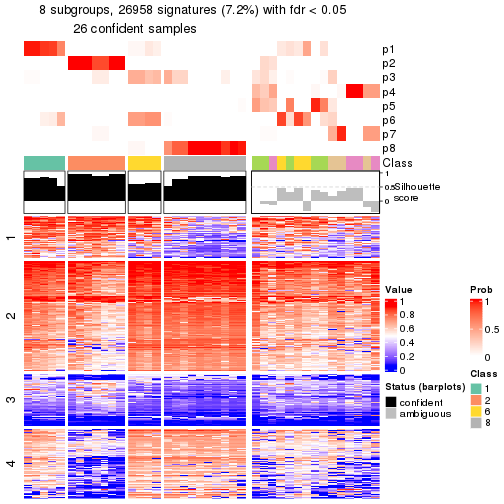 8 subgroups, 26958 signatures (7.2%) with fdr < 0.05
26 confident samples
p1
p2
p3
p4
p5
p6
p7
p8
Class
1
0.5
0
Silhouette
score
1
2
3
4
Value
1
0.8
0.6
0.4
0.2
0
Status (barplots)
confident
ambiguous
Prob
1
0.5
0
Class
1
2
6
8